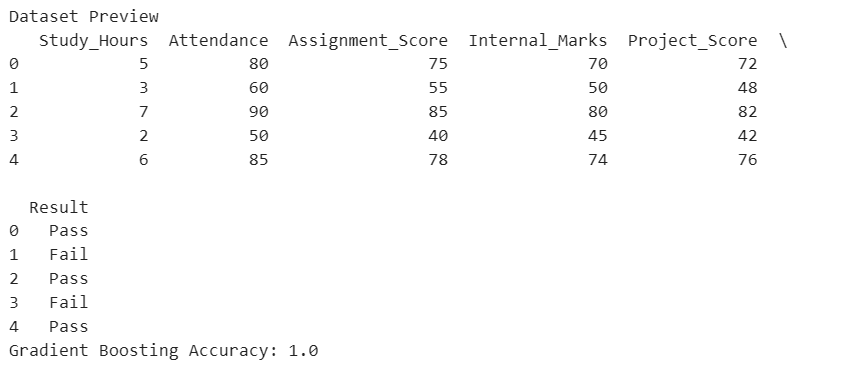 Dataset Preview
   Study_Hours  Attendance  Assignment_Score  Internal_Marks  Project_Score  \
0            5          80                75              70             72
1            3          60                55              50             48
2            7          90                85              80             82
3            2          50                40              45             42
4            6          85                78              74             76
  Result
0   Pass
1   Fail
2   Pass
3   Fail
4   Pass
Gradient Boosting Accuracy: 1.0